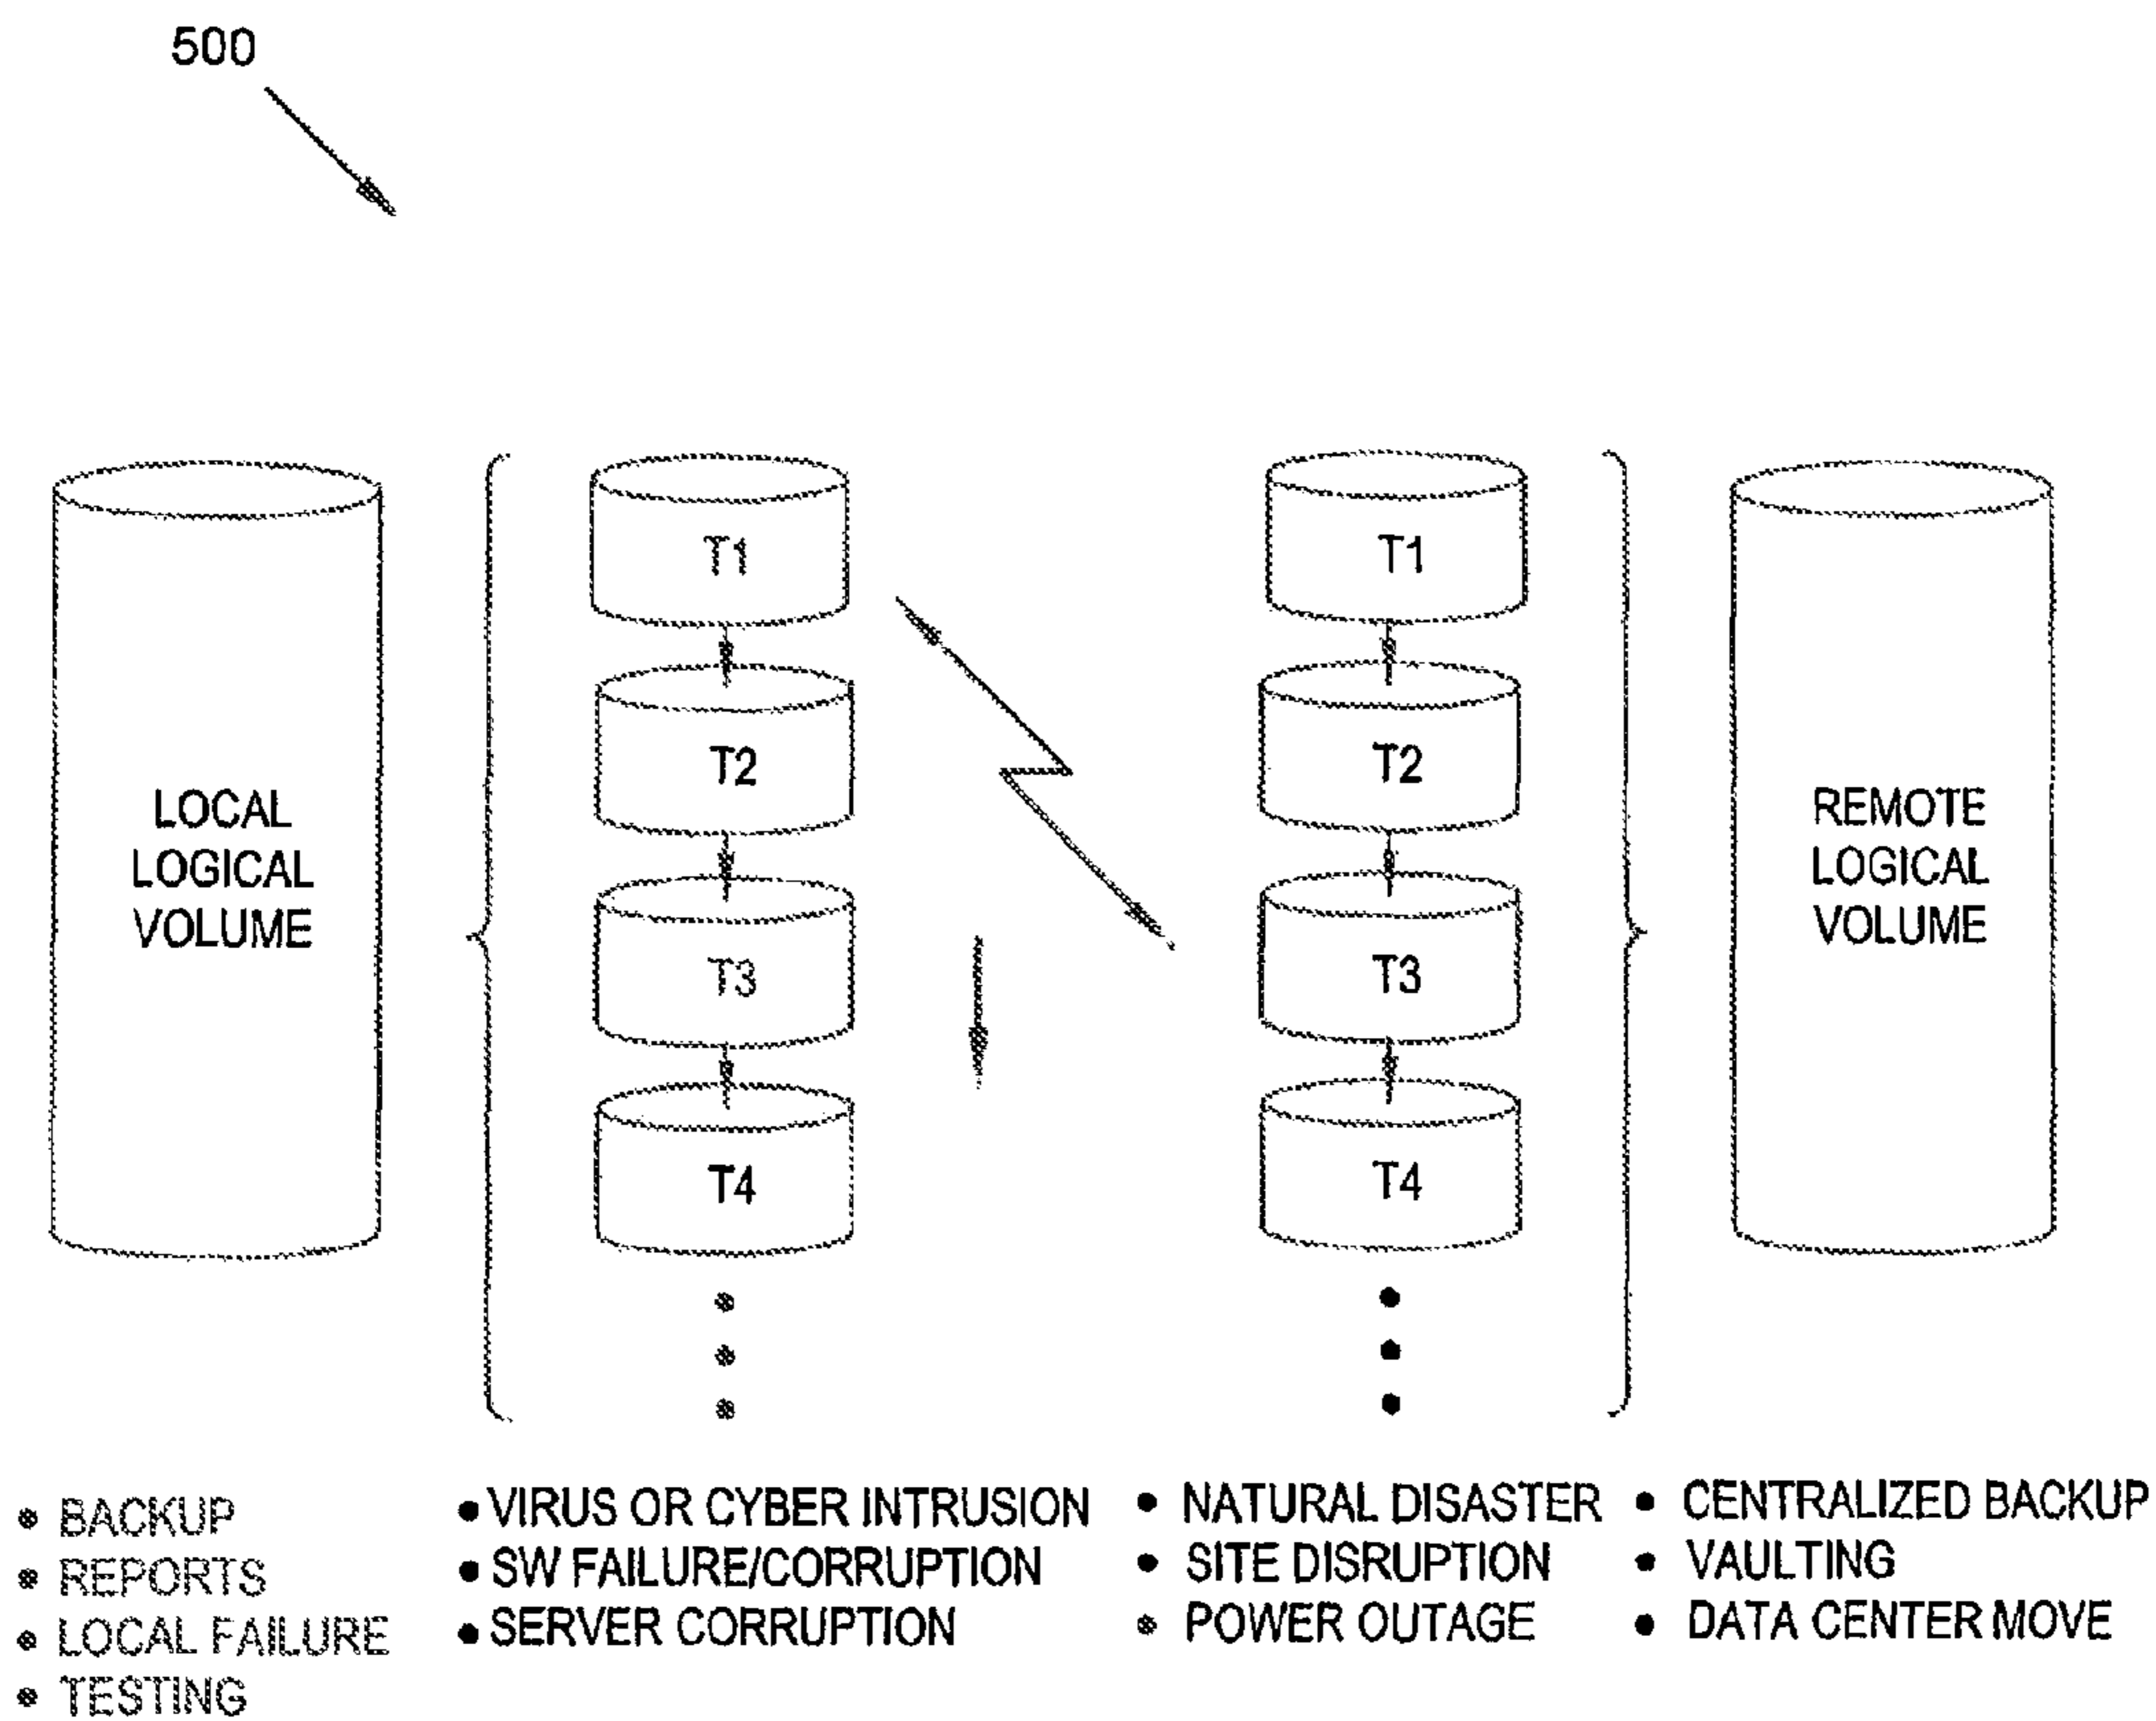 500
LOCAL
LOGICAL
VOLUME
T1
T2
T3
T4
T1
T2
T3
T4
REMOTE
LOGICAL
VOLUME
• BACKUP
• REPORTS
• LOCAL FAILURE
• TESTING
• VIRUS OR CYBER INTRUSION
• SW FAILURE/CORRUPTION
• SERVER CORRUPTION
• NATURAL DISASTER
• SITE DISRUPTION
• POWER OUTAGE
• CENTRALIZED BACKUP
• VAULTING
• DATA CENTER MOVE